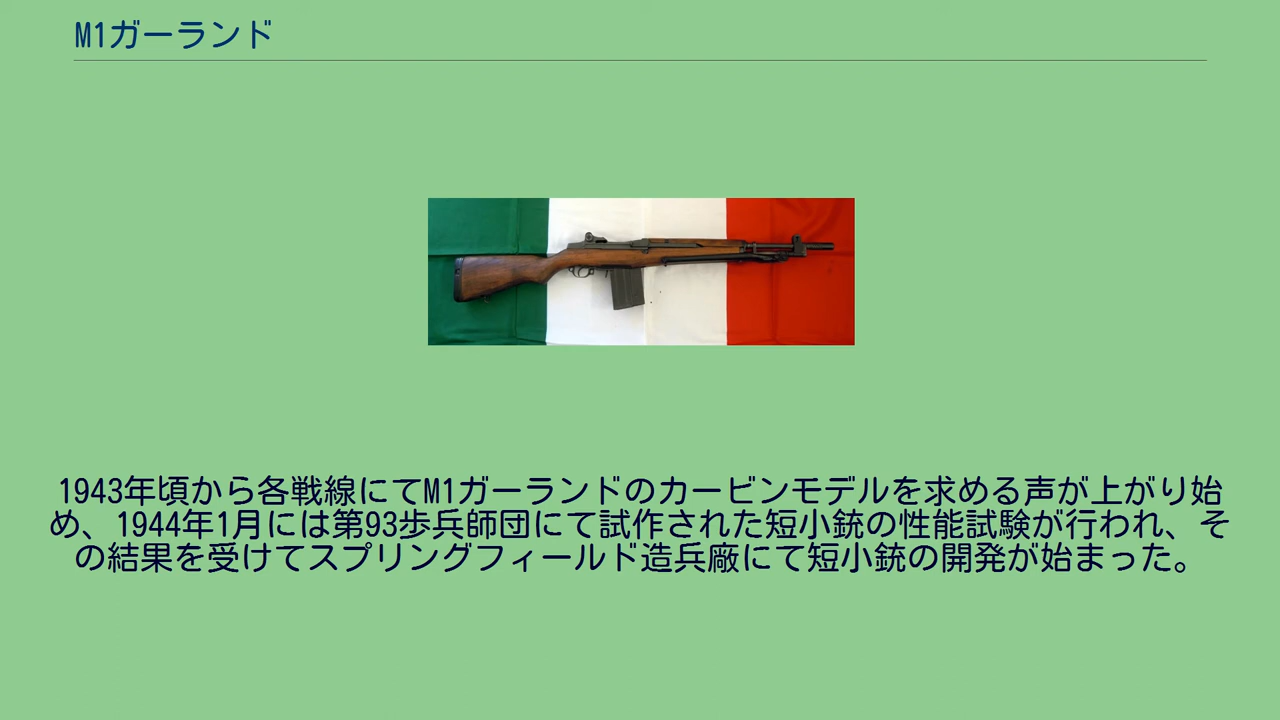 M1ガーランド
1943年頃から各戦線にてM1ガーランドのカービンモデルを求める声が上がり始
め、1944年1月には第93歩兵師団にて試作された短小銃の性能試験が行われ、そ
の結果を受けてスプリングフィールド造兵廠にて短小銃の開発が始まった。